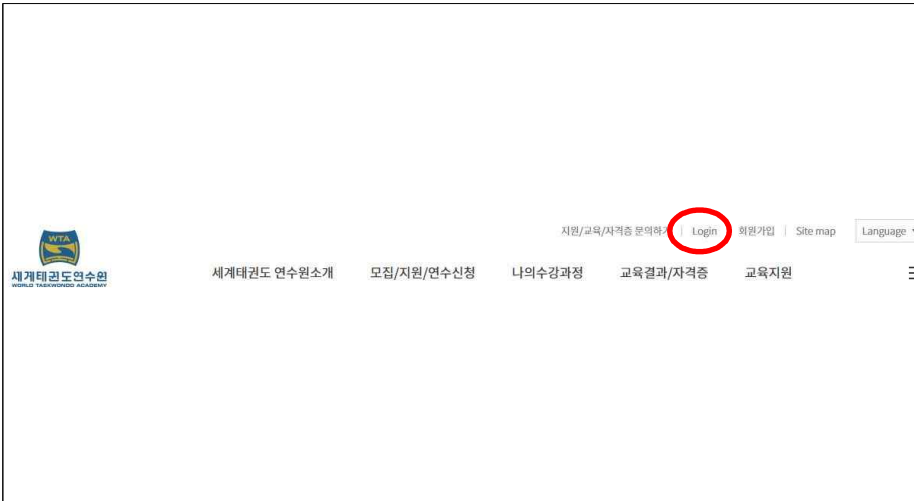 지원/교육/자격증 문의하기 | Login | 회원가입 | Site map Language
WTA
세계태권도연수원
WORLD TAEKWONDO ACADEMY
세계태권도 연수원소개 모집/지원/연수신청 나의수강과정 교육결과/자격증 교육지원